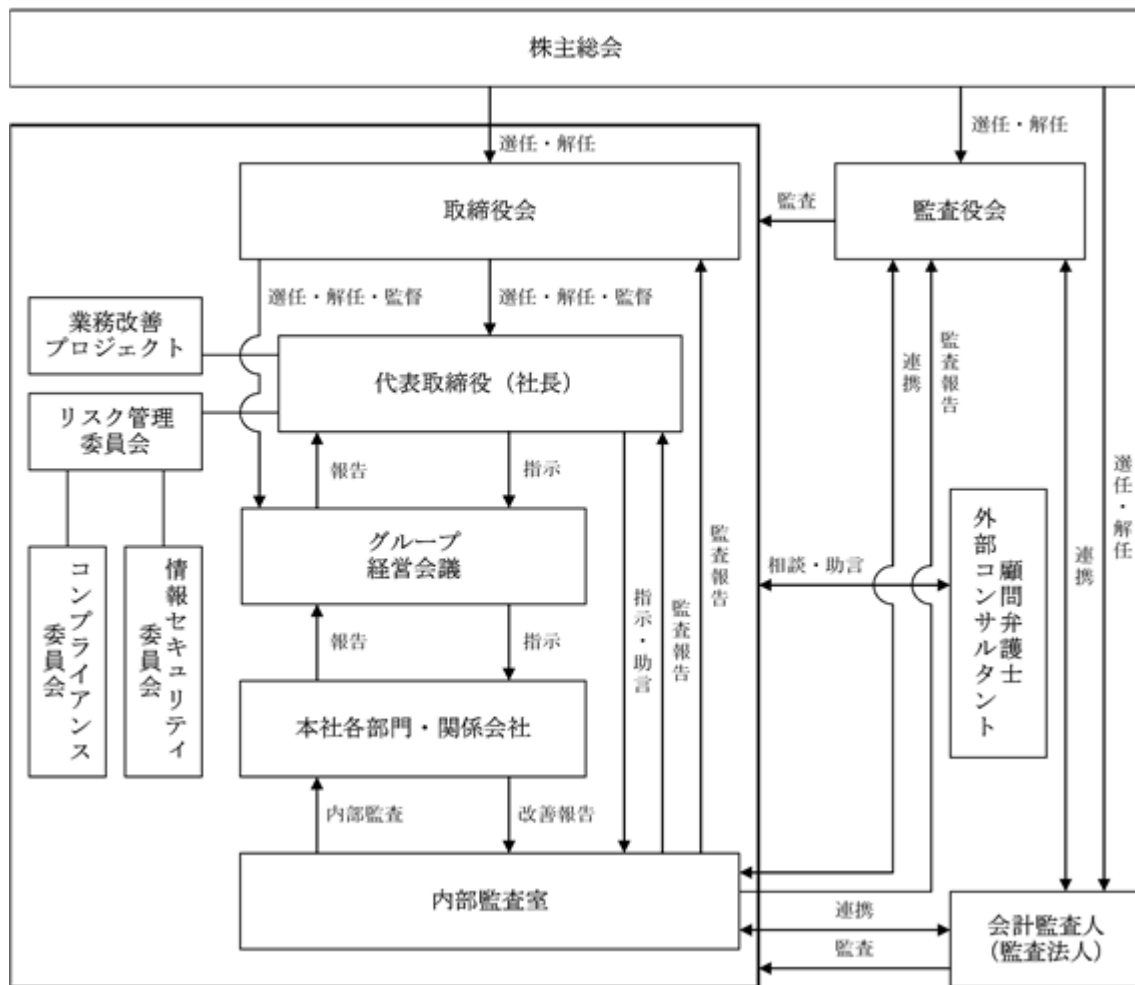 株主総会
選任・解任
選任・解任
取締役会
監査
監査役会
選任・解任・監督
選任・解任・監督
業務改善
プロジェクト
代表取締役（社長）
連携
監査報告
リスク管理
委員会
報告
指示
選任・解任
グループ
経営会議
監査報告
相談・助言
外部コンサルタント
顧問弁護士
連携
コンプライアンス
委員会
情報セキュリティ
委員会
指示・助言
監査報告
報告
指示
本社各部門・関係会社
内部監査
改善報告
内部監査室
連携
監査
会計監査人
（監査法人）